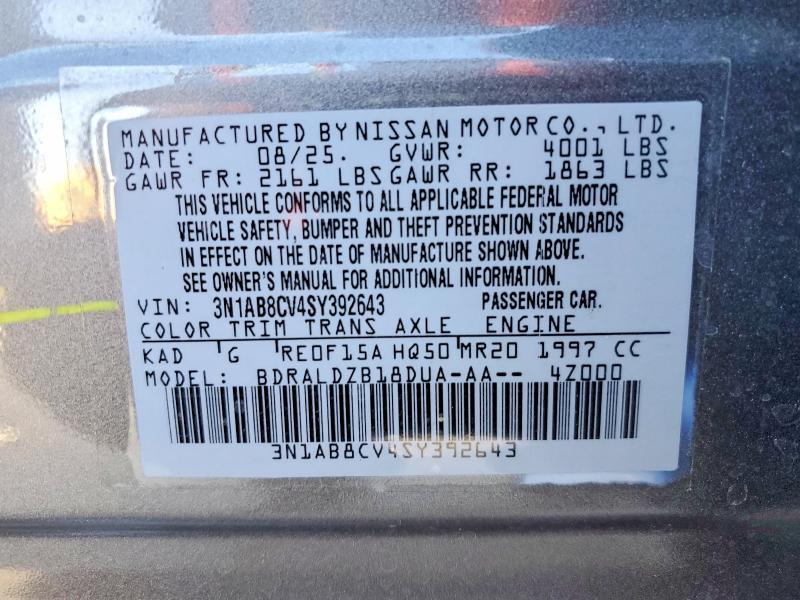 MANUFACTURED BY NISSAN MOTOR CO., LTD.
DATE: 08/25. GVWR: 4001 LBS
GAWR FR: 2161 LBS GAWR RR: 1863 LBS
THIS VEHICLE CONFORMS TO ALL APPLICABLE FEDERAL MOTOR
VEHICLE SAFETY, BUMPER AND THEFT PREVENTION STANDARDS
IN EFFECT ON THE DATE OF MANUFACTURE SHOWN ABOVE.
SEE OWNER'S MANUAL FOR ADDITIONAL INFORMATION.
VIN: 3N1AB8CV4SY392643 PASSENGER CAR.
COLOR TRIM TRANS AXLE ENGINE
KAD G RE0F15A HQ50 MR20 1997 CC
MODEL: BDRALDZB18DUA-AA-- 4Z000
3N1AB8CV4SY392643